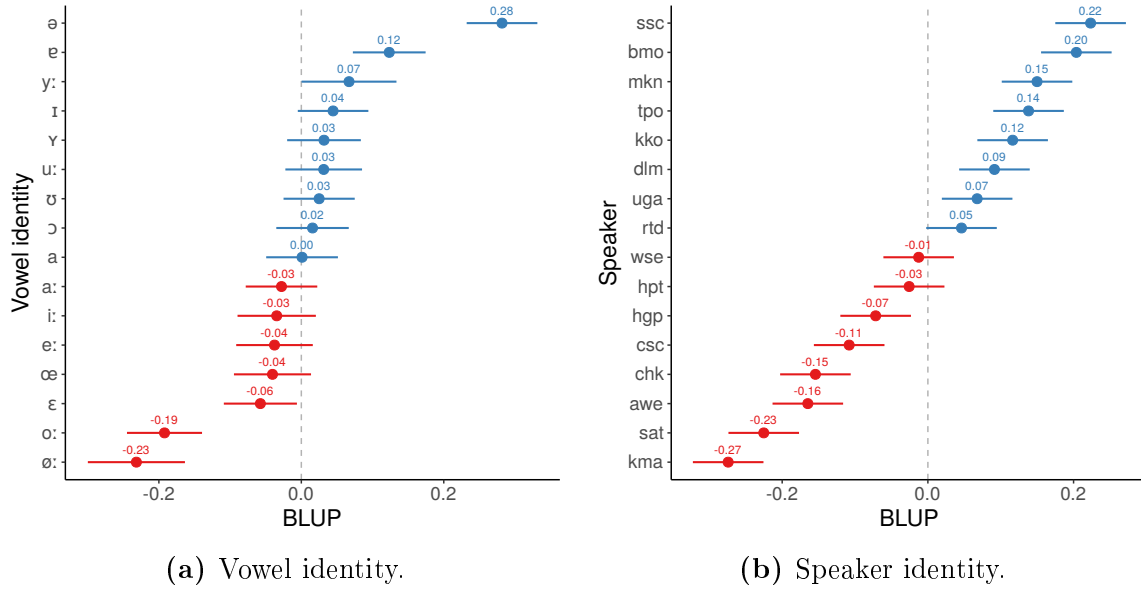 Vowel identity
ə 0.28
ɐ 0.12
yː 0.07
ɪ 0.04
ʏ 0.03
uː 0.03
ʊ 0.03
ɔ 0.02
a 0.00
aː -0.03
iː -0.03
eː -0.04
œ -0.04
ɛ -0.06
oː -0.19
øː -0.23
-0.2 0.0 0.2
BLUP
(a) Vowel identity.
Speaker
ssc 0.22
bmo 0.20
mkn 0.15
tpo 0.14
kko 0.12
dlm 0.09
uga 0.07
rtd 0.05
wse -0.01
hpt -0.03
hgp -0.07
csc -0.11
chk -0.15
awe -0.16
sat -0.23
kma -0.27
-0.2 0.0 0.2
BLUP
(b) Speaker identity.